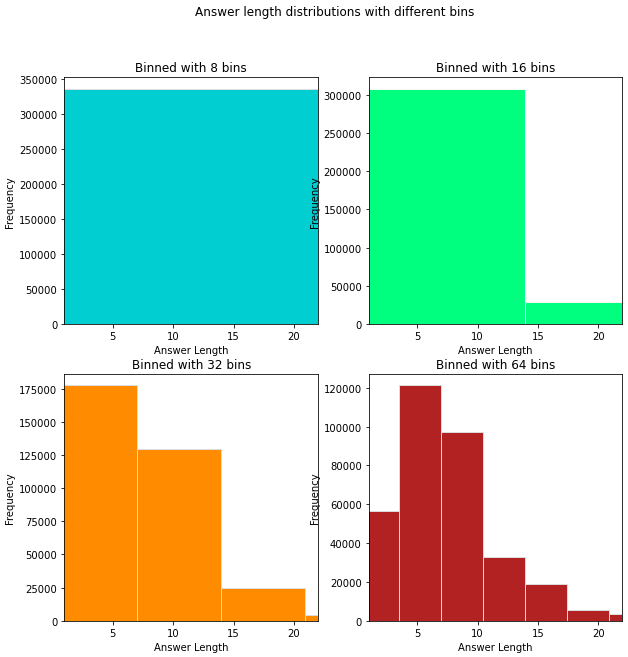 Answer length distributions with different bins
Binned with 8 bins
350000
300000
250000
200000
150000
100000
50000
0
Frequency
5 10 15 20
Answer Length
Binned with 16 bins
300000
250000
200000
150000
100000
50000
0
Frequency
5 10 15 20
Answer Length
Binned with 32 bins
175000
150000
125000
100000
75000
50000
25000
0
Frequency
5 10 15 20
Answer Length
Binned with 64 bins
120000
100000
80000
60000
40000
20000
0
Frequency
5 10 15 20
Answer Length